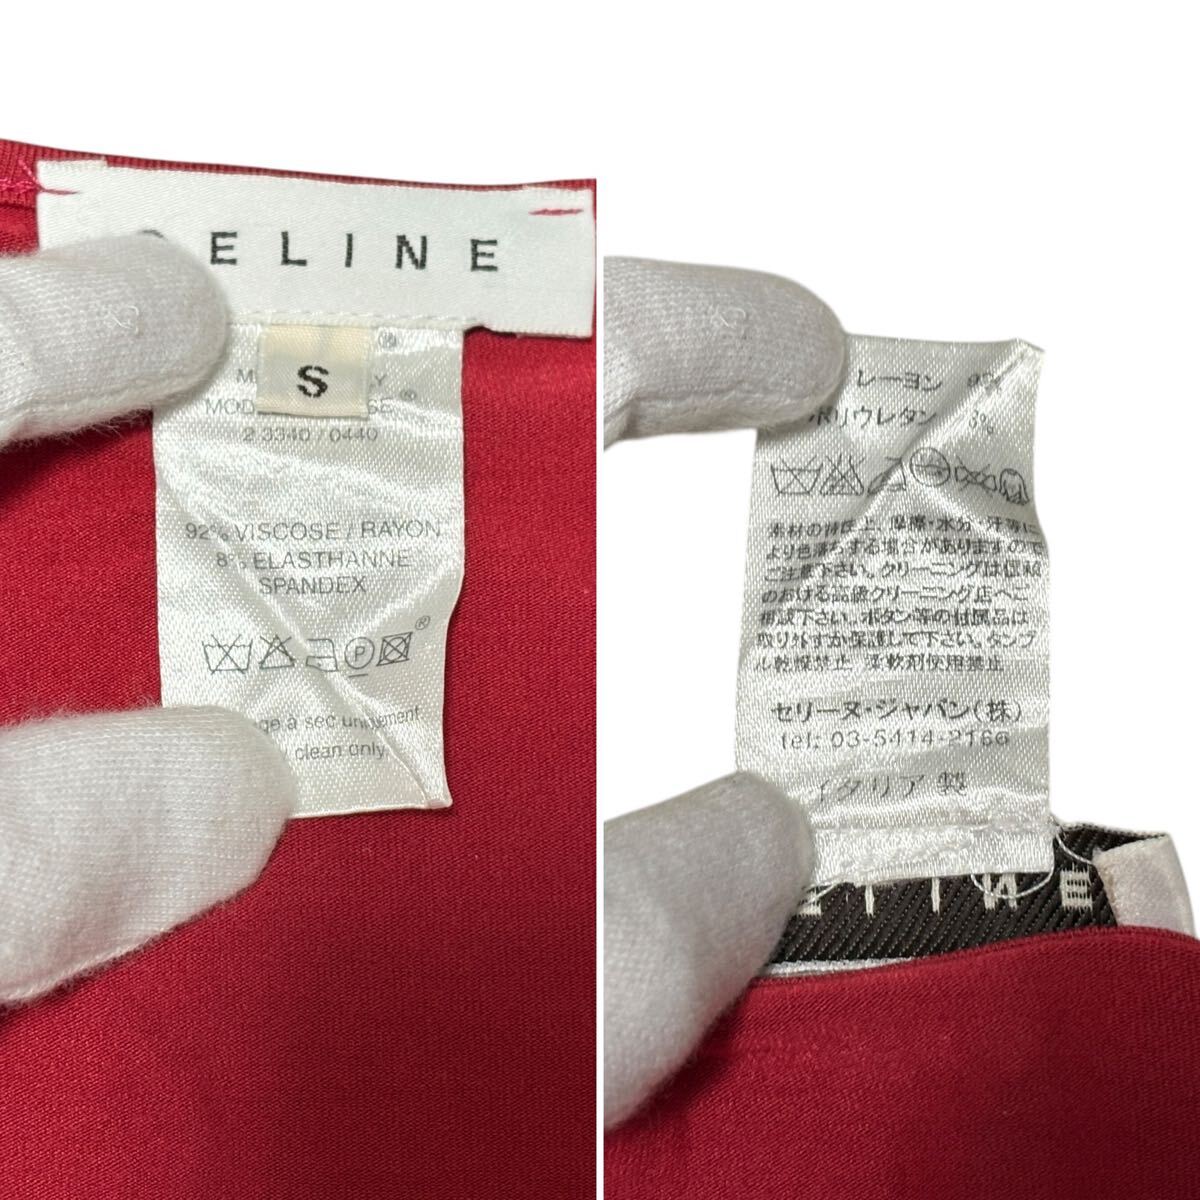 ELINE
S
®
®
2 3340 / 0440
92% VISCOSE / RAYON
8% ELASTHANNE
SPANDEX
P
®
à sec uniquement
clean only.
レーヨン
ポリウレタン 8%
素材の特性上、摩擦・水分・汗等に
より色落ちする場合がありますので
ご注意下さい。クリーニングは信頼
のおける高級クリーニング店へご
相談下さい。ボタン等の付属品は
取り外すか保護して下さい。タンブ
ル乾燥禁止 柔軟剤使用禁止
セリーヌ・ジャパン(株)
tel: 03-5414-2166
イタリア製
LINE